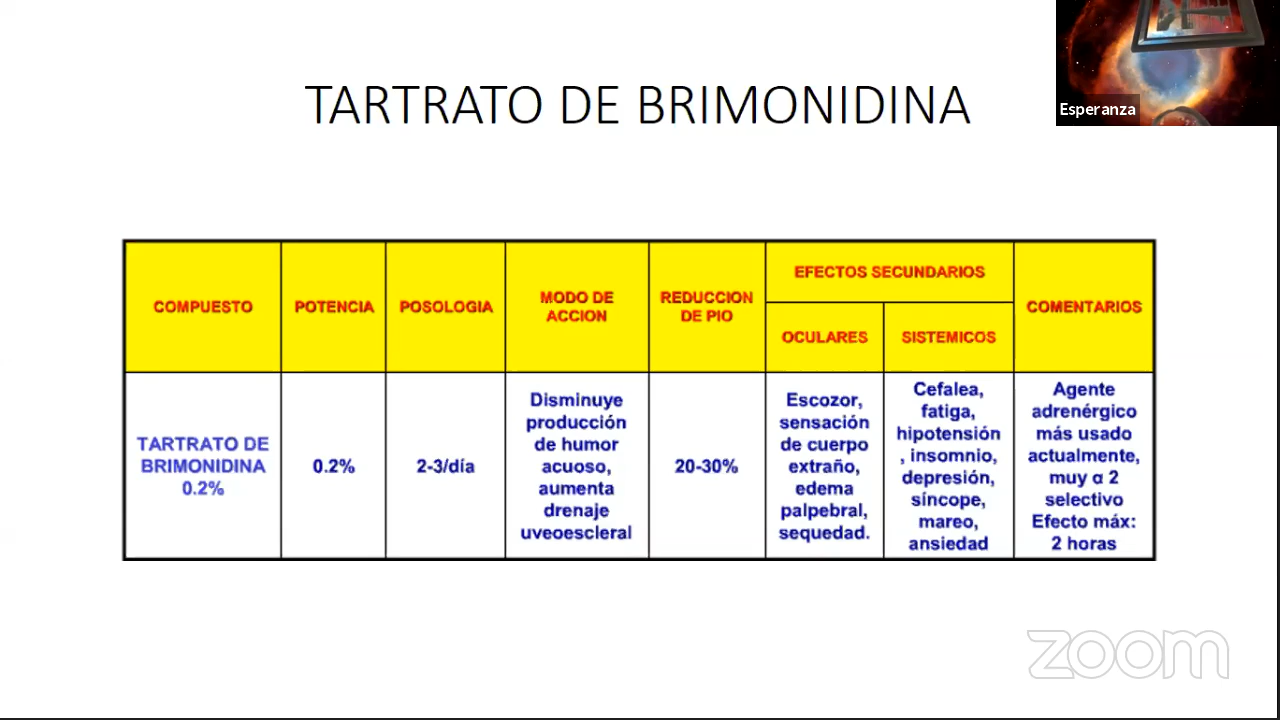 Esperanza
TARTRATO DE BRIMONIDINA
COMPUESTO
POTENCIA
POSOLOGIA
MODO DE
ACCION
REDUCCION
DE PIO
EFECTOS SECUNDARIOS
OCULARES
SISTEMICOS
COMENTARIOS
TARTRATO DE
BRIMONIDINA
0.2%
0.2%
2-3/día
Disminuye
producción
de humor
acuoso,
aumenta
drenaje
uveoescleral
20-30%
Escozor,
sensación
de cuerpo
extraño,
edema
palpebral,
sequedad.
Cefalea,
fatiga,
hipotensión
, insomnio,
depresión,
síncope,
mareo,
ansiedad
Agente
adrenérgico
más usado
actualmente,
muy α 2
selectivo
Efecto máx:
2 horas
zoom